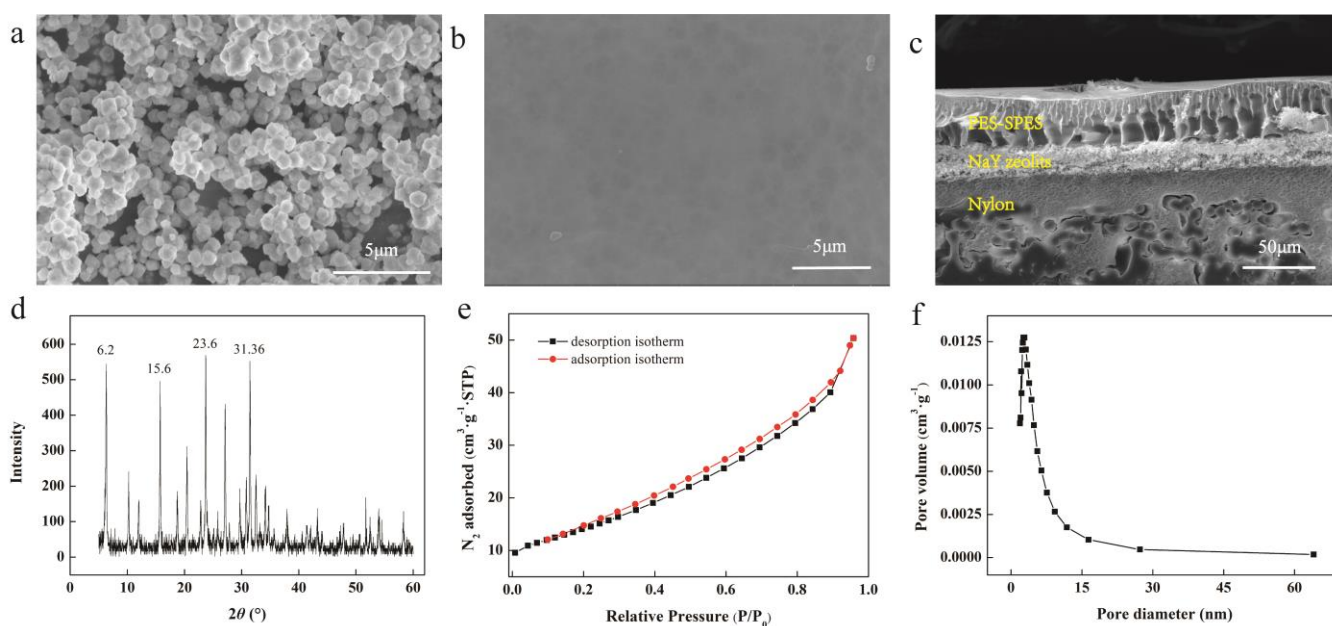 a
5μm
b
5μm
c
PES-SPES
NaY zeolits
Nylon
50μm
d
600
500
400
300
200
100
0
Intensity
6.2
15.6
23.6
31.36
0
10
20
30
40
50
60
2θ (°)
e
50
40
30
20
10
N₂ adsorbed (cm³·g⁻¹·STP)
desorption isotherm
adsorption isotherm
0.0
0.2
0.4
0.6
0.8
1.0
Relative Pressure (P/P₀)
f
0.0125
0.0100
0.0075
0.0050
0.0025
0.0000
Pore volume (cm³·g⁻¹)
0
15
30
45
60
Pore diameter (nm)